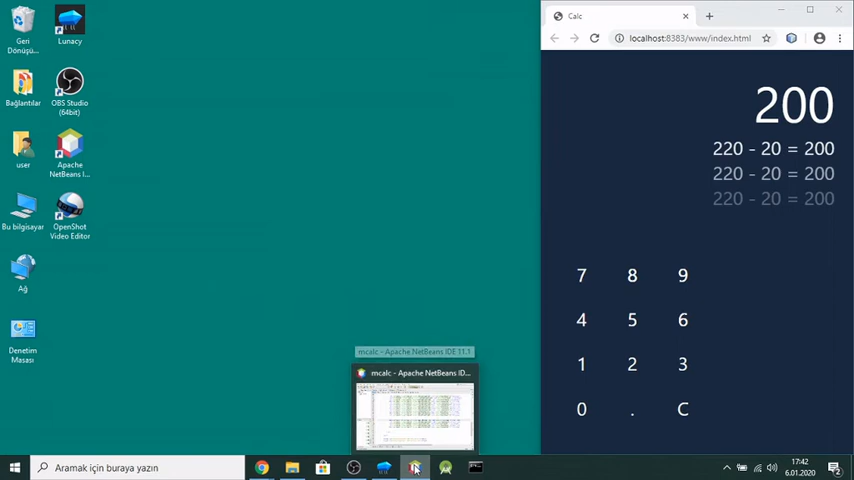 Geri
Dönüşü...
Lunacy
Bağlantılar
OBS Studio
(64bit)
user
Apache
NetBeans I...
Bu bilgisayar
OpenShot
Video Editor
Ağ
Denetim
Masası
Calc
localhost:8383/www/index.html
200
220 - 20 = 200
220 - 20 = 200
220 - 20 = 200
7 8 9
4 5 6
1 2 3
0 . C
mcalc - Apache NetBeans IDE 11.1
mcalc - Apache NetBeans ID...
Aramak için buraya yazın
17:42
6.01.2020
2